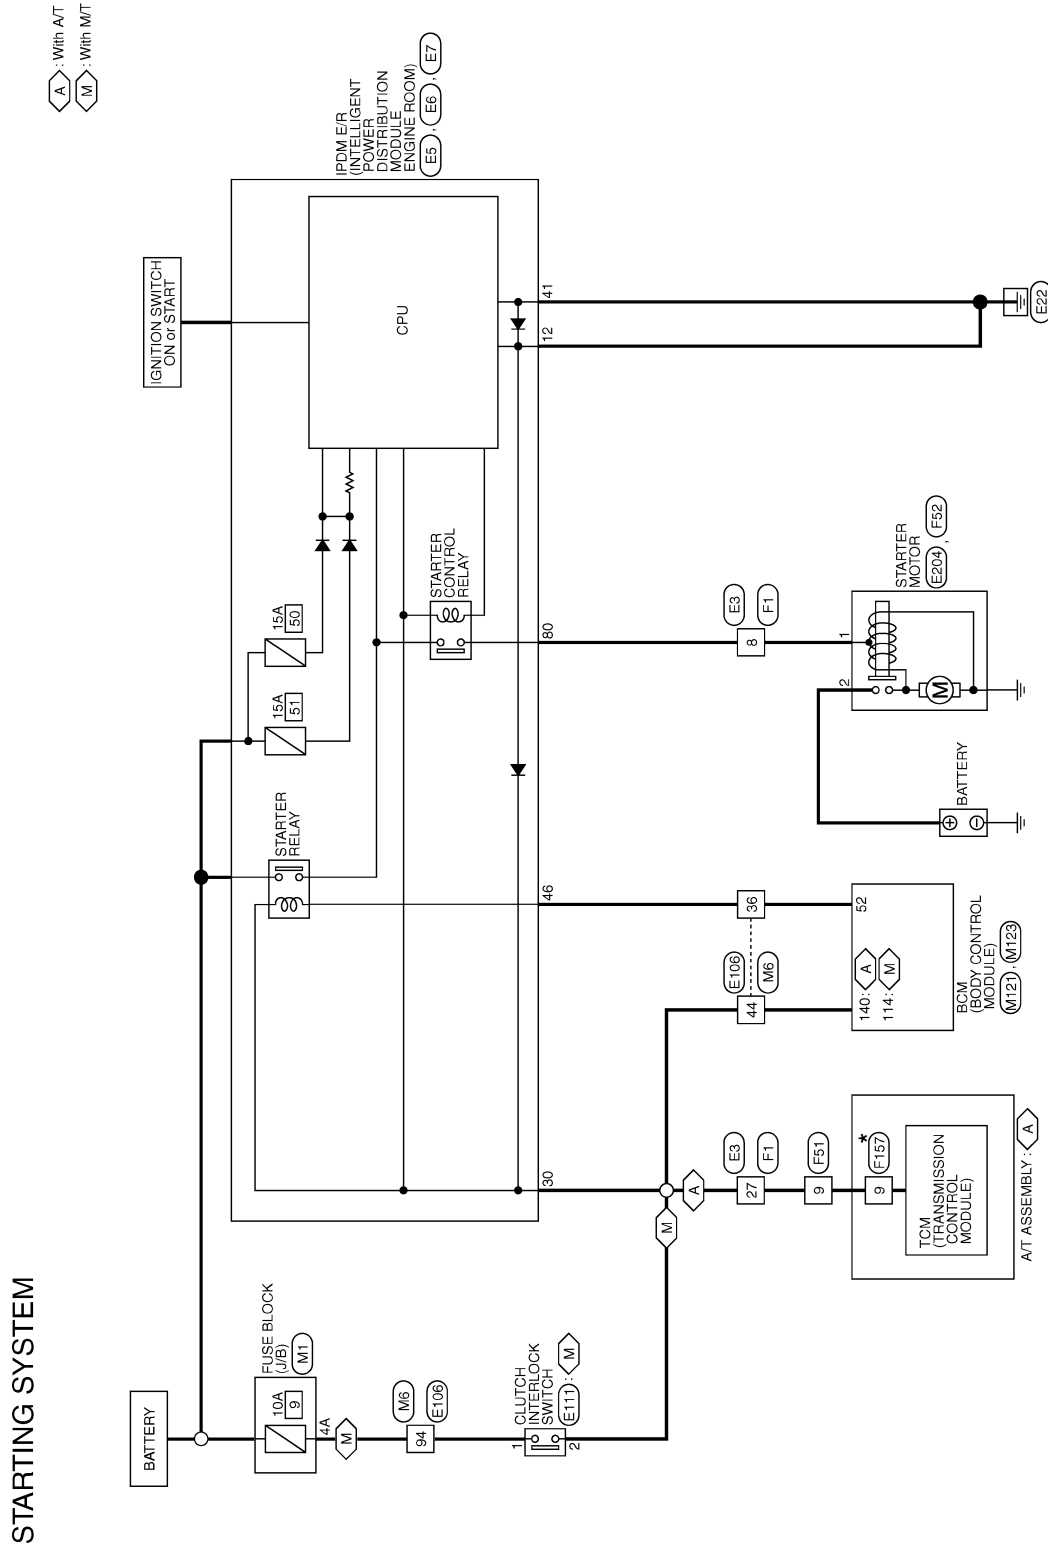 STARTING SYSTEM
A : With A/T
M : With M/T
BATTERY
IGNITION SWITCH
ON or START
IPDM E/R
(INTELLIGENT
POWER
DISTRIBUTION
MODULE
ENGINE ROOM)
E5 , E6 , E7
FUSE BLOCK
(J/B)
M1
10A
9
4A
M
STARTER
RELAY
15A
51
15A
50
CPU
STARTER
CONTROL
RELAY
M6
E106
94
CLUTCH
INTERLOCK
SWITCH
E111 : M
1
2
30
46
80
12
41
M
A
E3
F1
27
F51
9
*
F157
9
TCM
(TRANSMISSION
CONTROL
MODULE)
A/T ASSEMBLY : A
E106
M6
44
36
140: A
114: M
52
BCM
(BODY CONTROL
MODULE)
M121 , M123
BATTERY
+
−
E3
F1
8
2
1
M
STARTER
MOTOR
E204 , F52
E22